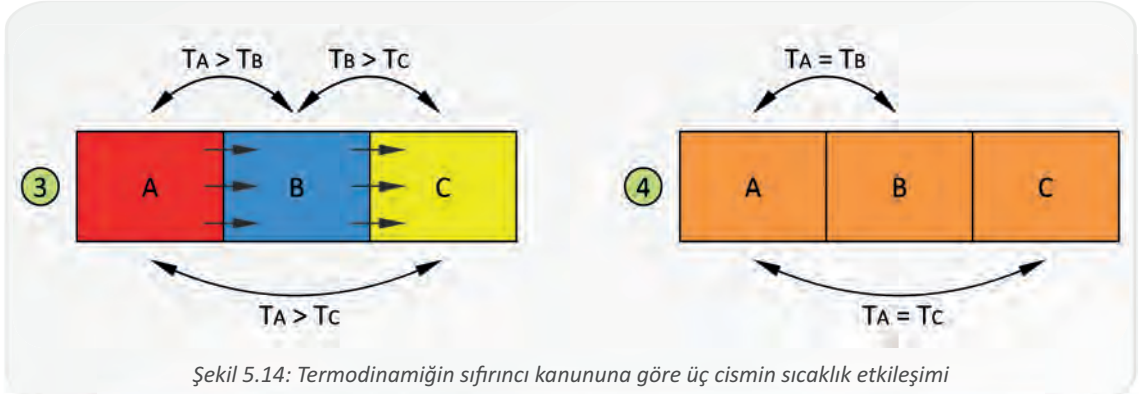 TA > TB
TB > TC
3
A
B
C
TA > TC
TA = TB
4
A
B
C
TA = TC
Şekil 5.14: Termodinamiğin sıfırıncı kanununa göre üç cismin sıcaklık etkileşimi